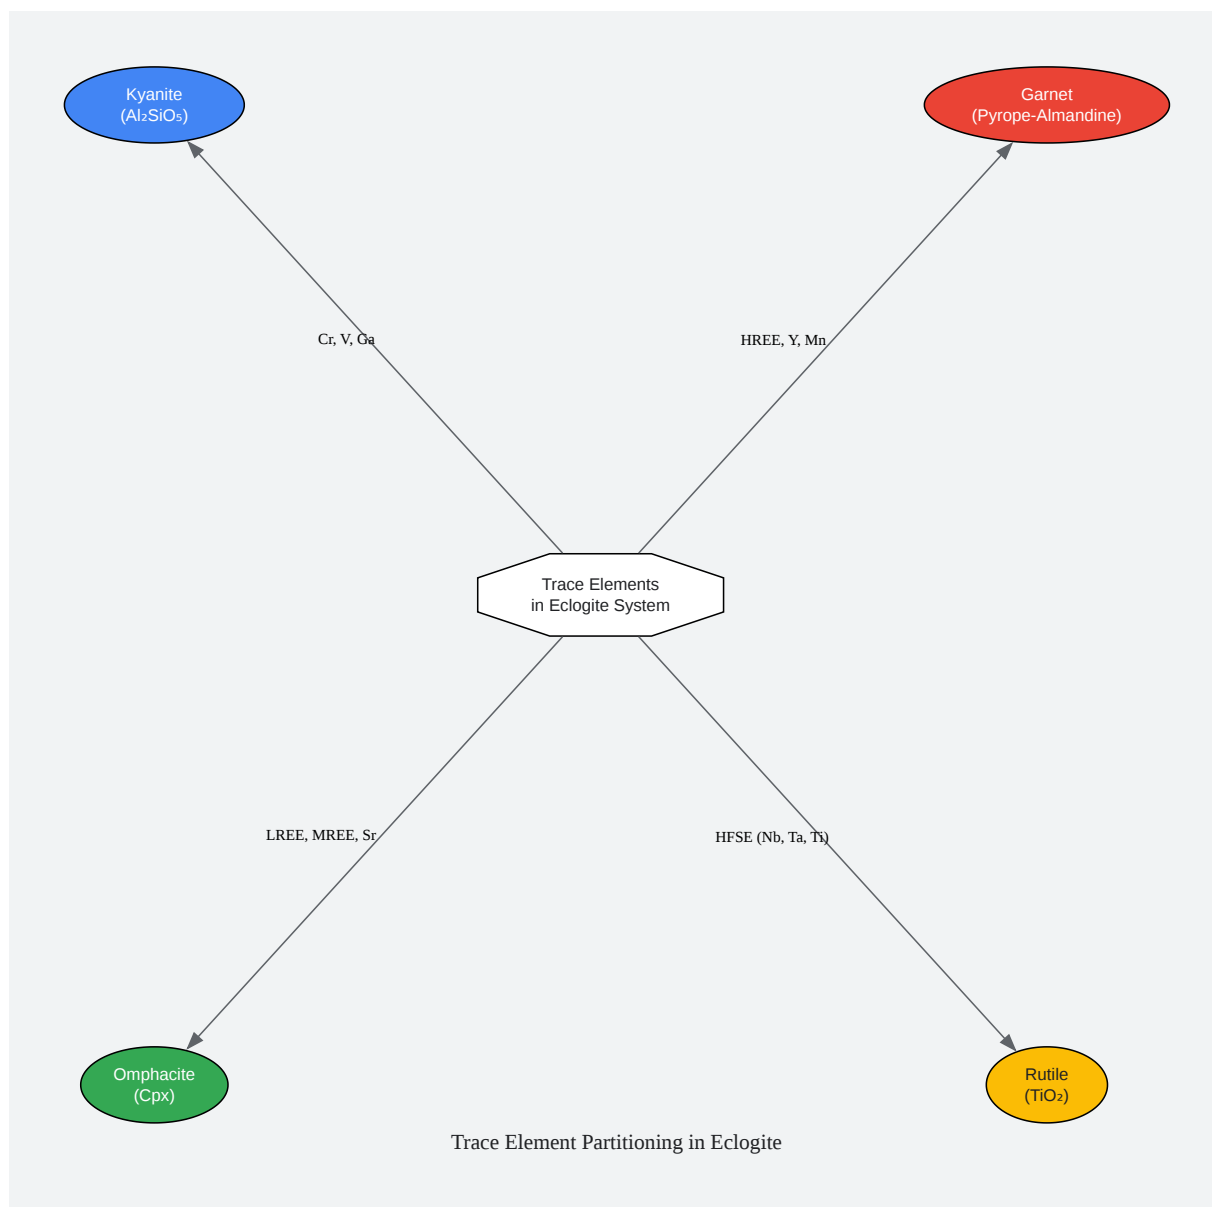 Kyanite
(Al₂SiO₅)
Garnet
(Pyrope-Almandine)
Cr, V, Ga
HREE, Y, Mn
Trace Elements
in Eclogite System
LREE, MREE, Sr
HFSE (Nb, Ta, Ti)
Omphacite
(Cpx)
Rutile
(TiO₂)
Trace Element Partitioning in Eclogite